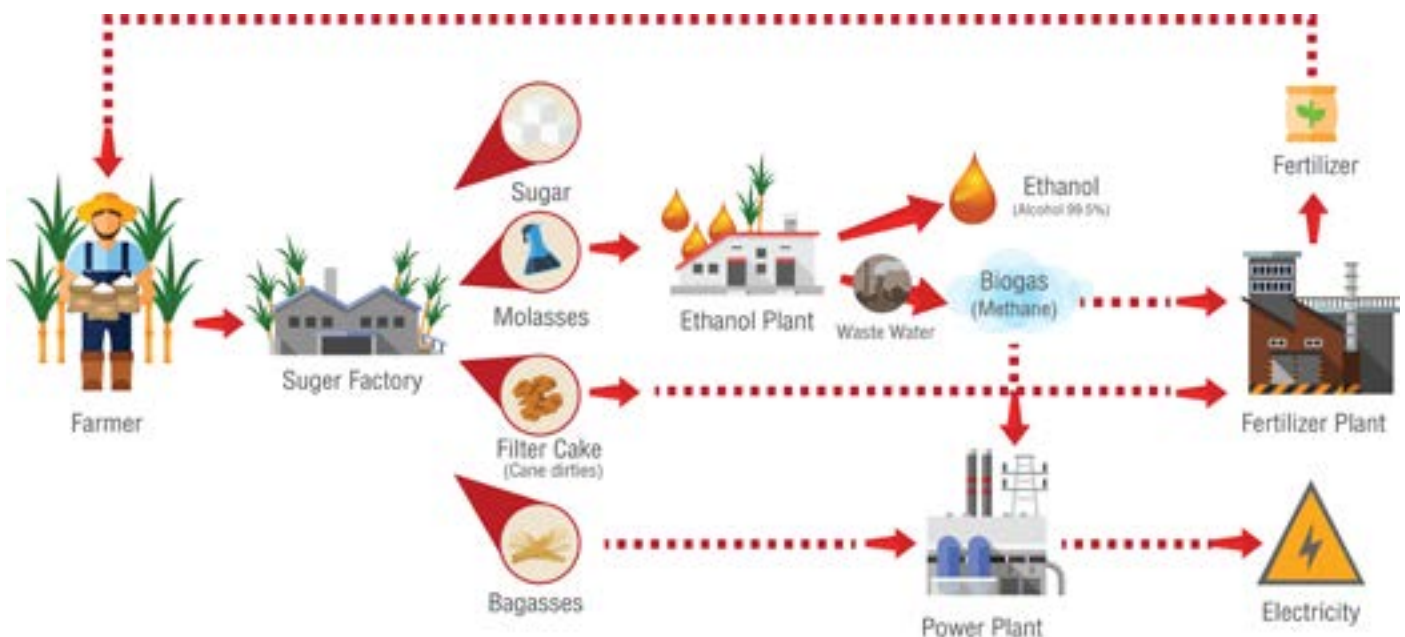 Fertilizer
Sugar
Ethanol
(Alcohol 99.5%)
Biogas
(Methane)
Molasses
Ethanol Plant
Waste Water
Suger Factory
Farmer
Filter Cake
(Cane dirties)
Fertilizer Plant
Bagasses
Power Plant
Electricity